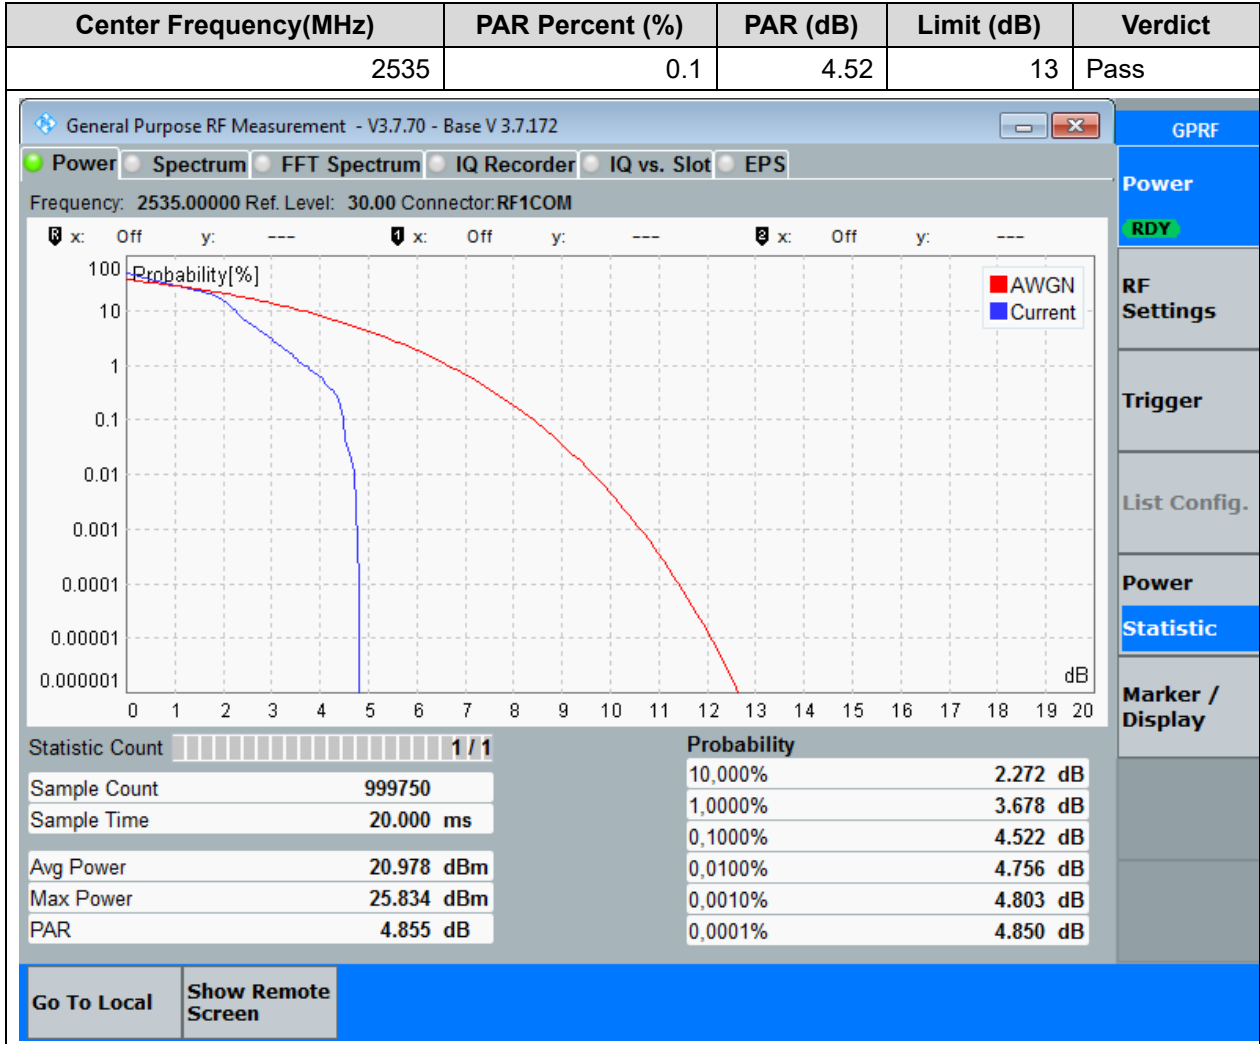 Center Frequency(MHz) PAR Percent (%) PAR (dB) Limit (dB) Verdict
2535 0.1 4.52 13 Pass
General Purpose RF Measurement - V3.7.70 - Base V 3.7.172
GPRF
Power Spectrum FFT Spectrum IQ Recorder IQ vs. Slot EPS
Frequency: 2535.00000 Ref. Level: 30.00 Connector:RF1COM
R x: Off y: --- 1 x: Off y: --- 2 x: Off y: ---
Probability[%]
AWGN
Current
100
10
1
0.1
0.01
0.001
0.0001
0.00001
0.000001
dB
0 1 2 3 4 5 6 7 8 9 10 11 12 13 14 15 16 17 18 19 20
Statistic Count 1 / 1
Sample Count 999750
Sample Time 20.000 ms
Avg Power 20.978 dBm
Max Power 25.834 dBm
PAR 4.855 dB
Probability
10,000% 2.272 dB
1,0000% 3.678 dB
0,1000% 4.522 dB
0,0100% 4.756 dB
0,0010% 4.803 dB
0,0001% 4.850 dB
Power
RDY
RF
Settings
Trigger
List Config.
Power
Statistic
Marker /
Display
Go To Local
Show Remote
Screen